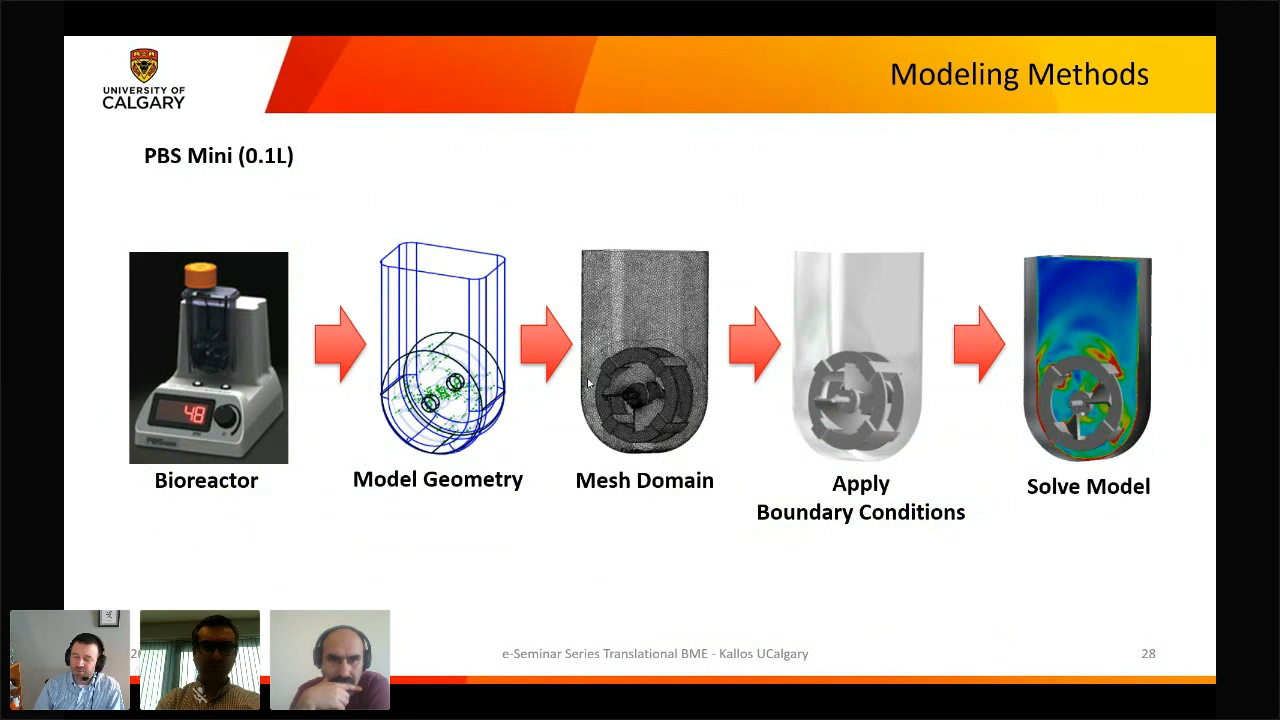 UNIVERSITY OF
CALGARY
Modeling Methods
PBS Mini (0.1L)
48
PBS
Bioreactor
Model Geometry
Mesh Domain
Apply
Boundary Conditions
Solve Model
e-Seminar Series Translational BME - Kallos UCalgary
28